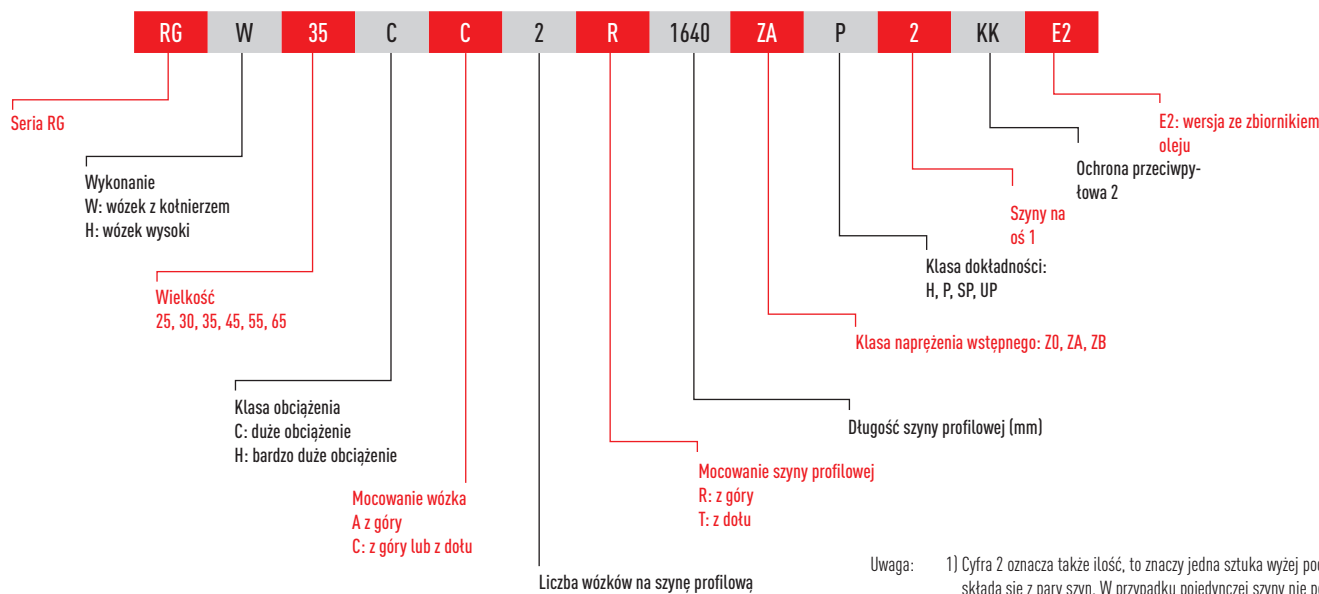 RG W 35 C C 2 R 1640 ZA P 2 KK E2
Seria RG
Wykonanie
W: wózek z kołnierzem
H: wózek wysoki
Wielkość
25, 30, 35, 45, 55, 65
Klasa obciążenia
C: duże obciążenie
H: bardzo duże obciążenie
Mocowanie wózka
A z góry
C: z góry lub z dołu
Liczba wózków na szynę profilową
Mocowanie szyny profilowej
R: z góry
T: z dołu
Długość szyny profilowej (mm)
Klasa naprężenia wstępnego: Z0, ZA, ZB
Klasa dokładności:
H, P, SP, UP
Szyny na
oś 1
Ochrona przeciwpy-
łowa 2
E2: wersja ze zbiornikiem
oleju
Uwaga: 1) Cyfra 2 oznacza także ilość, to znaczy jedna sztuka wyżej
składa się z pary szyn. W przypadku pojedynczej szyny nie